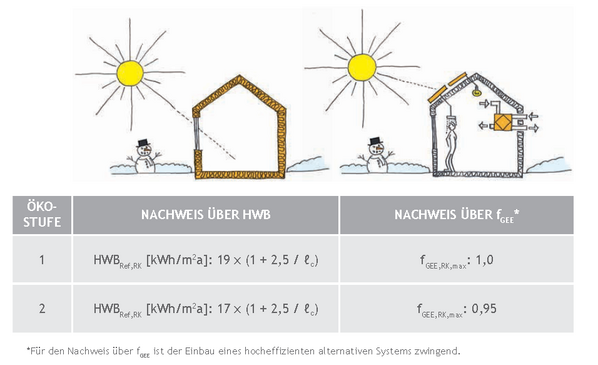 ÖKO-
STUFE
NACHWEIS ÜBER HWB
NACHWEIS ÜBER fGEE*
1
HWBRef,RK [kWh/m²a]: 19 × (1 + 2,5 / ℓc)
fGEE,RK,max: 1,0
2
HWBRef,RK [kWh/m²a]: 17 × (1 + 2,5 / ℓc)
fGEE,RK,max: 0,95
*Für den Nachweis über fGEE ist der Einbau eines hocheffizienten alternativen Systems zwingend.